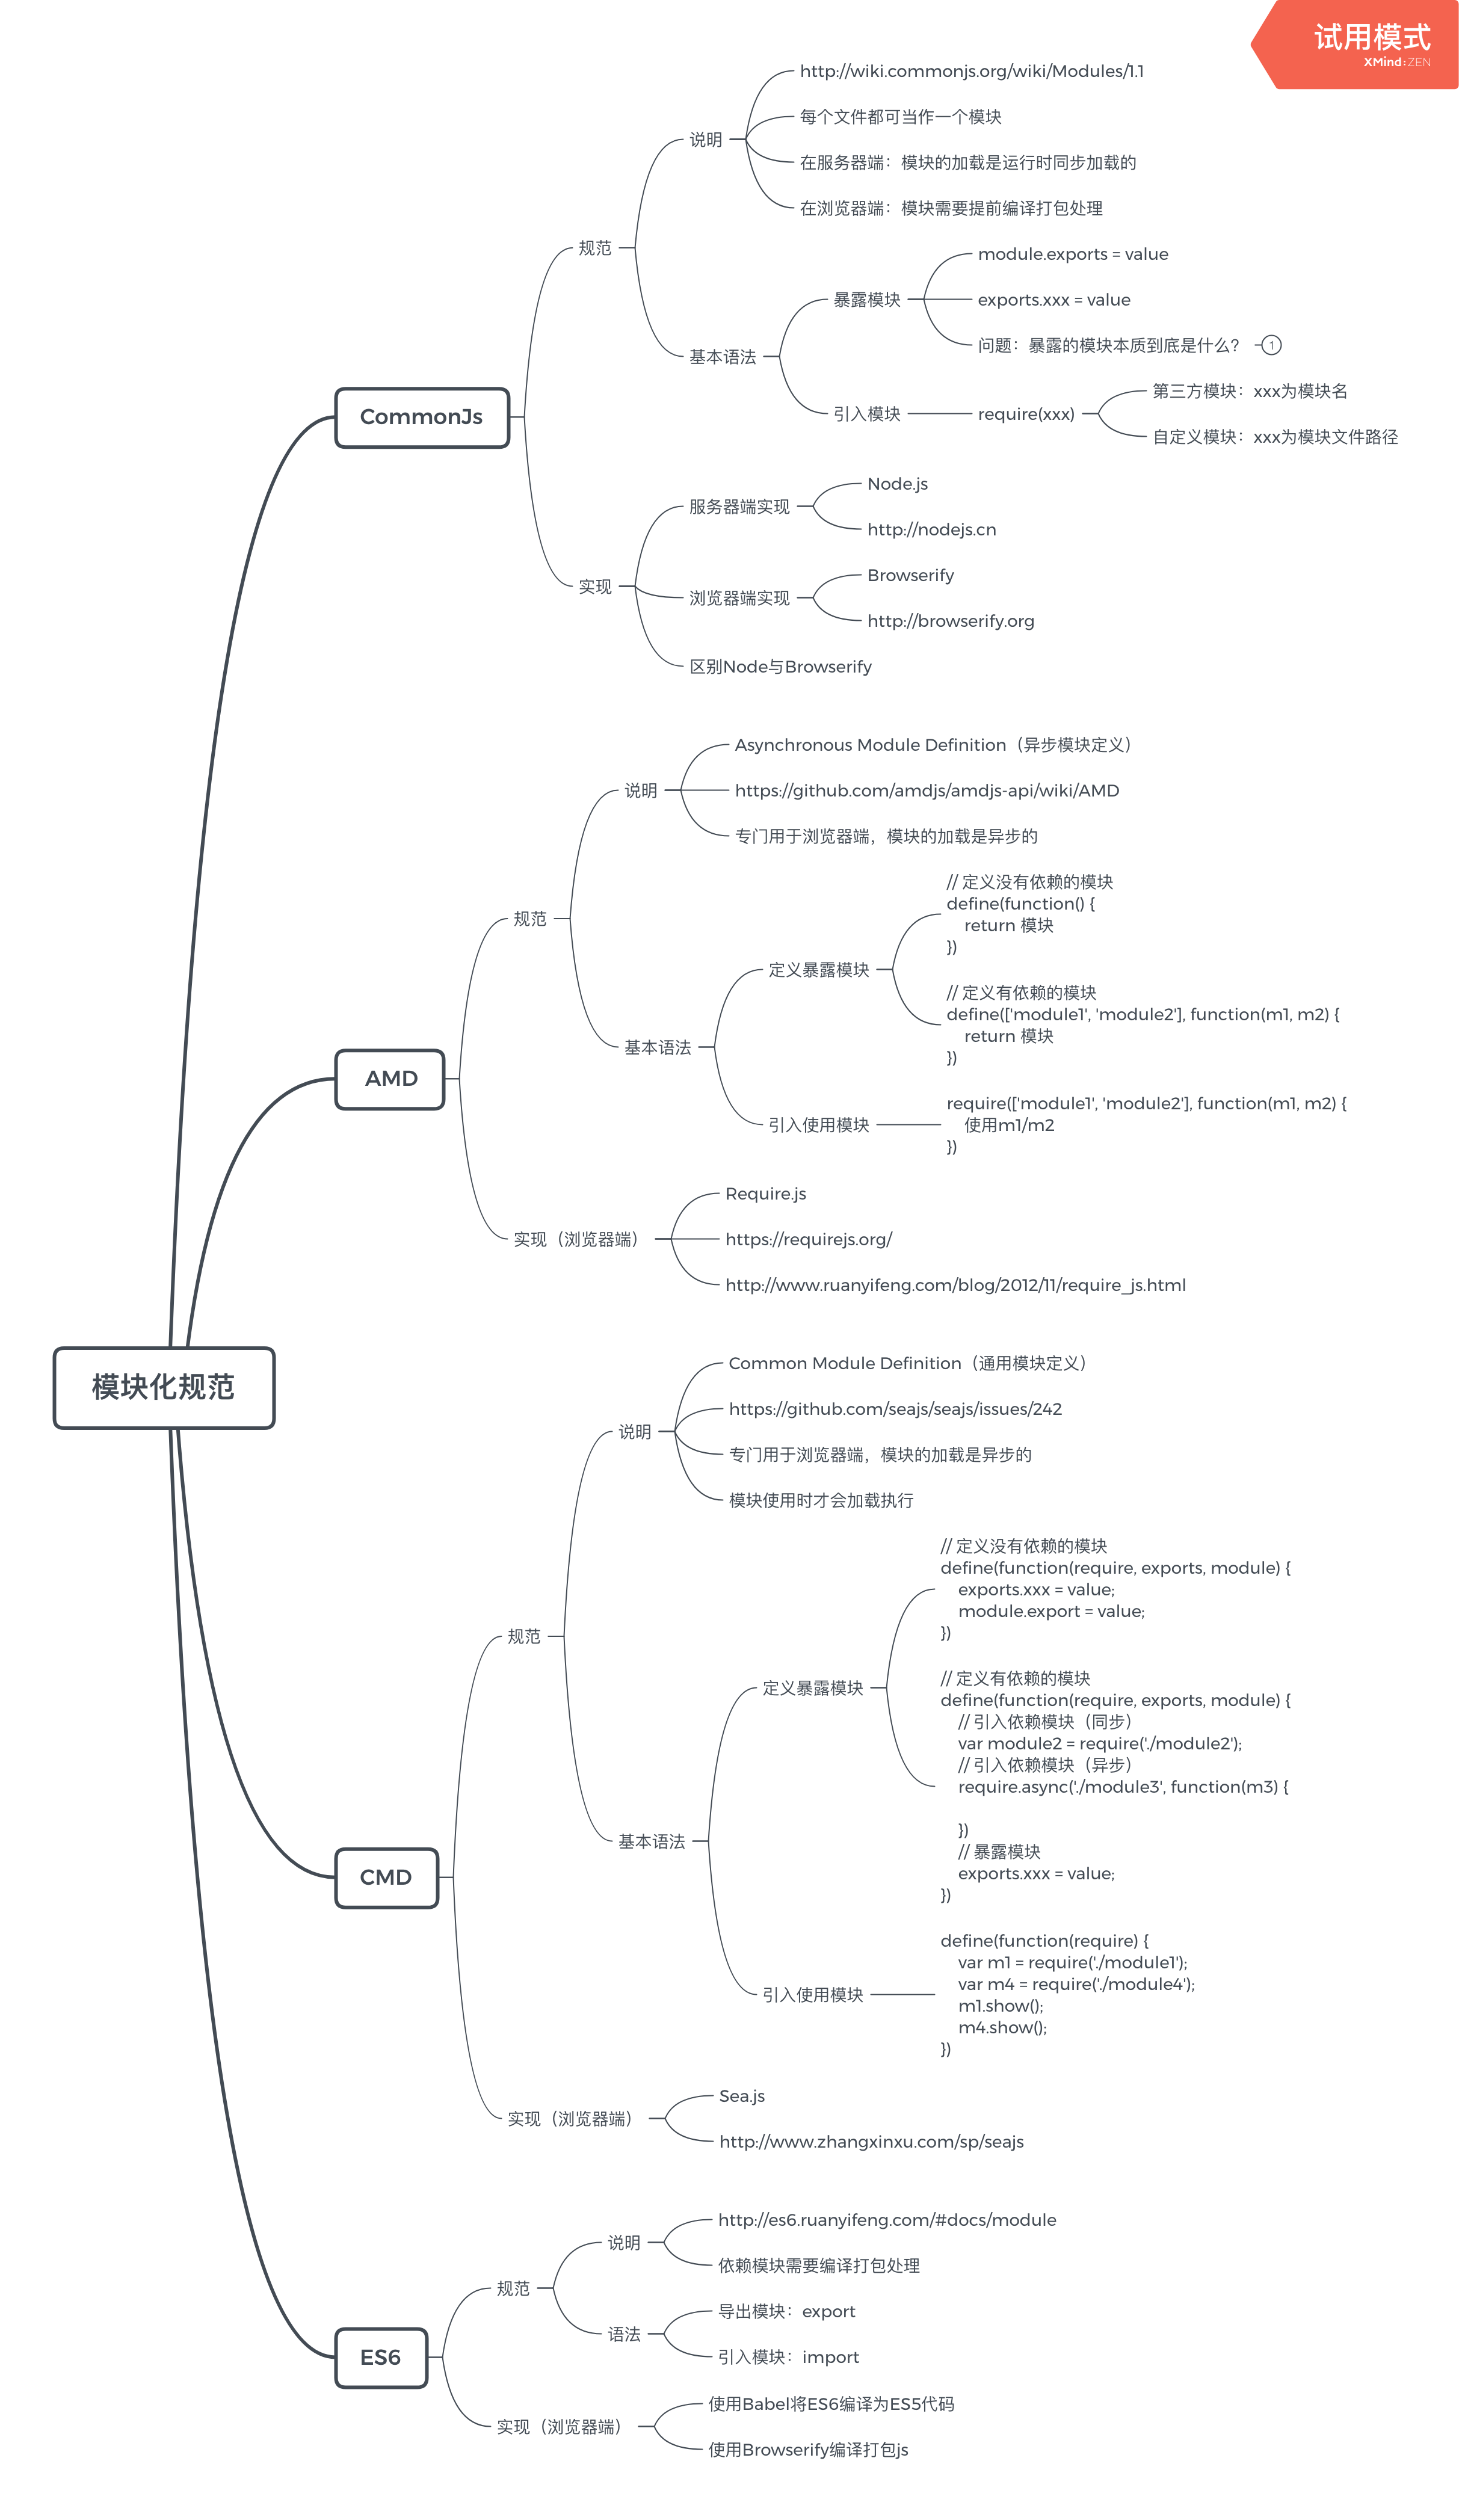 试用模式
XMind:ZEN
模块化规范
CommonJs
规范
说明
http://wiki.commonjs.org/wiki/Modules/1.1
每个文件都可当作一个模块
在服务器端：模块的加载是运行时同步加载的
在浏览器端：模块需要提前编译打包处理
基本语法
暴露模块
module.exports = value
exports.xxx = value
问题：暴露的模块本质到底是什么？
1
引入模块
require(xxx)
第三方模块：xxx为模块名
自定义模块：xxx为模块文件路径
实现
服务器端实现
Node.js
http://nodejs.cn
浏览器端实现
Browserify
http://browserify.org
区别Node与Browserify
AMD
规范
说明
Asynchronous Module Definition（异步模块定义）
https://github.com/amdjs/amdjs-api/wiki/AMD
专门用于浏览器端，模块的加载是异步的
基本语法
定义暴露模块
// 定义没有依赖的模块
define(function() {
return 模块
})
// 定义有依赖的模块
define(['module1', 'module2'], function(m1, m2) {
return 模块
})
引入使用模块
require(['module1', 'module2'], function(m1, m2) {
使用m1/m2
})
实现（浏览器端）
Require.js
https://requirejs.org/
http://www.ruanyifeng.com/blog/2012/11/require_js.html
CMD
规范
说明
Common Module Definition（通用模块定义）
https://github.com/seajs/seajs/issues/242
专门用于浏览器端，模块的加载是异步的
模块使用时才会加载执行
基本语法
定义暴露模块
// 定义没有依赖的模块
define(function(require, exports, module) {
exports.xxx = value;
module.export = value;
})
// 定义有依赖的模块
define(function(require, exports, module) {
// 引入依赖模块（同步）
var module2 = require('./module2');
// 引入依赖模块（异步）
require.async('./module3', function(m3) {
})
// 暴露模块
exports.xxx = value;
})
引入使用模块
define(function(require) {
var m1 = require('./module1');
var m4 = require('./module4');
m1.show();
m4.show();
})
实现（浏览器端）
Sea.js
http://www.zhangxinxu.com/sp/seajs
ES6
规范
说明
http://es6.ruanyifeng.com/#docs/module
依赖模块需要编译打包处理
语法
导出模块：export
引入模块：import
实现（浏览器端）
使用Babel将ES6编译为ES5代码
使用Browserify编译打包js